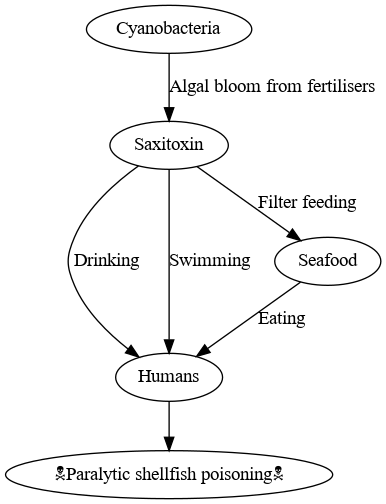 Cyanobacteria
Algal bloom from fertilisers
Saxitoxin
Filter feeding
Drinking
Swimming
Seafood
Eating
Humans
☠Paralytic shellfish poisoning☠